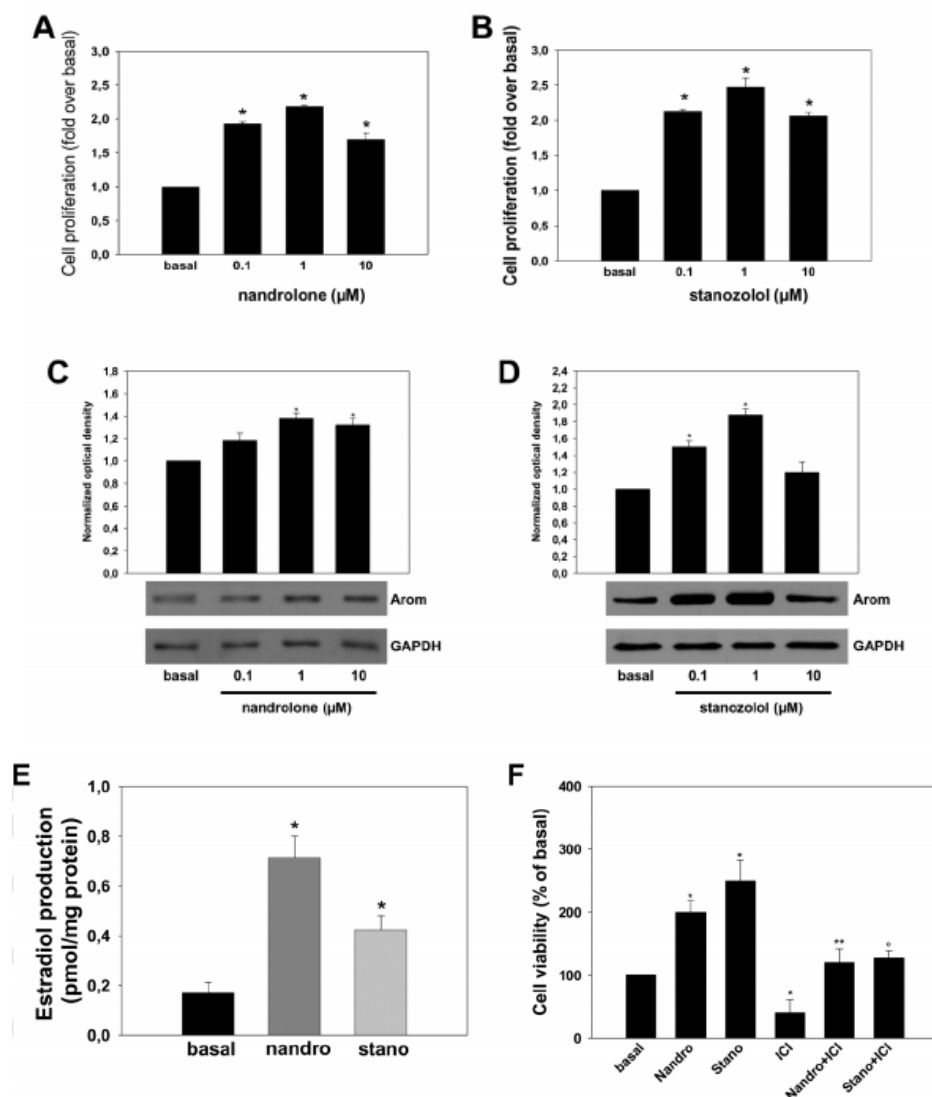 A
Cell proliferation (fold over basal)
3,0
2,5
2,0
1,5
1,0
0,5
0,0
* * *
basal 0.1 1 10
nandrolone (µM)
B
Cell proliferation (fold over basal)
3,0
2,5
2,0
1,5
1,0
0,5
0,0
* * *
basal 0.1 1 10
stanozolol (µM)
C
Normalized optical density
1,8
1,6
1,4
1,2
1,0
0,8
0,6
0,4
0,2
0,0
* *
Arom
GAPDH
basal 0.1 1 10
nandrolone (µM)
D
Normalized optical density
2,4
2,2
2,0
1,8
1,6
1,4
1,2
1,0
0,8
0,6
0,4
0,2
0,0
* *
Arom
GAPDH
basal 0.1 1 10
stanozolol (µM)
E
Estradiol production
(pmol/mg protein)
1,0
0,8
0,6
0,4
0,2
0,0
* *
basal nandro stano
F
Cell viability (% of basal)
400
300
200
100
0
* * * ** °
basal Nandro Stano ICI Nandro+ICI Stano+ICI